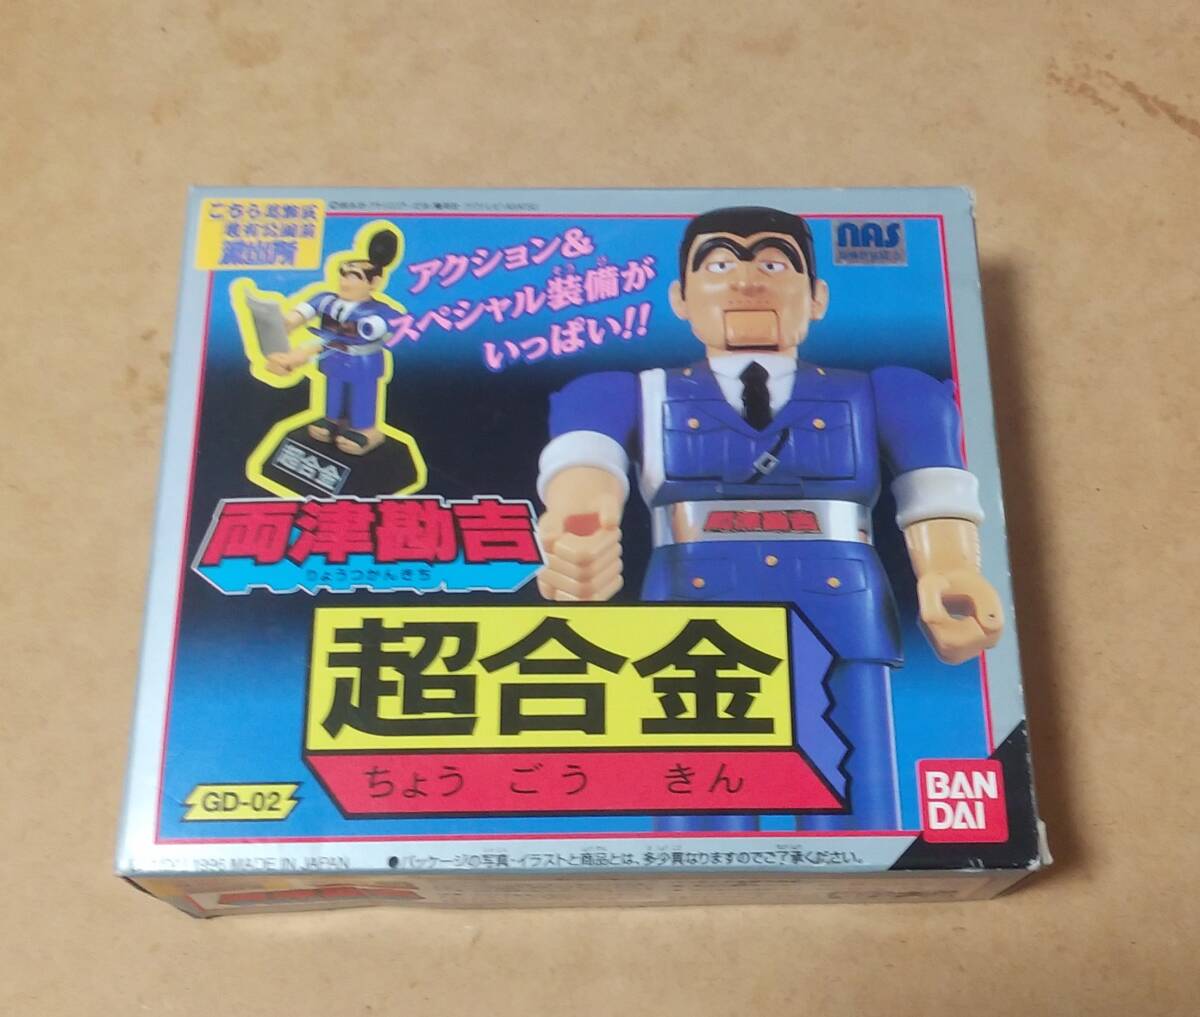 こちら葛飾区
亀有公園前
派出所
アクション&
スペシャル装備が
いっぱい!!
nas
超合金
両津勘吉
りょうつかんきち
両津勘吉
超合金
ちょう ごう きん
GD-02
BAN
DAI
1996 MADE IN JAPAN
●パッケージの写真・イラストと商品とは、多少異なりますのでご了承ください。